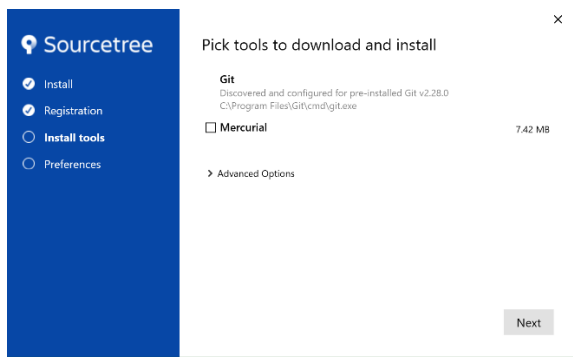 Sourcetree
Install
Registration
Install tools
Preferences
Pick tools to download and install
Git
Discovered and configured for pre-installed Git v2.28.0
C:\Program Files\Git\cmd\git.exe
Mercurial 7.42 MB
Advanced Options
Next